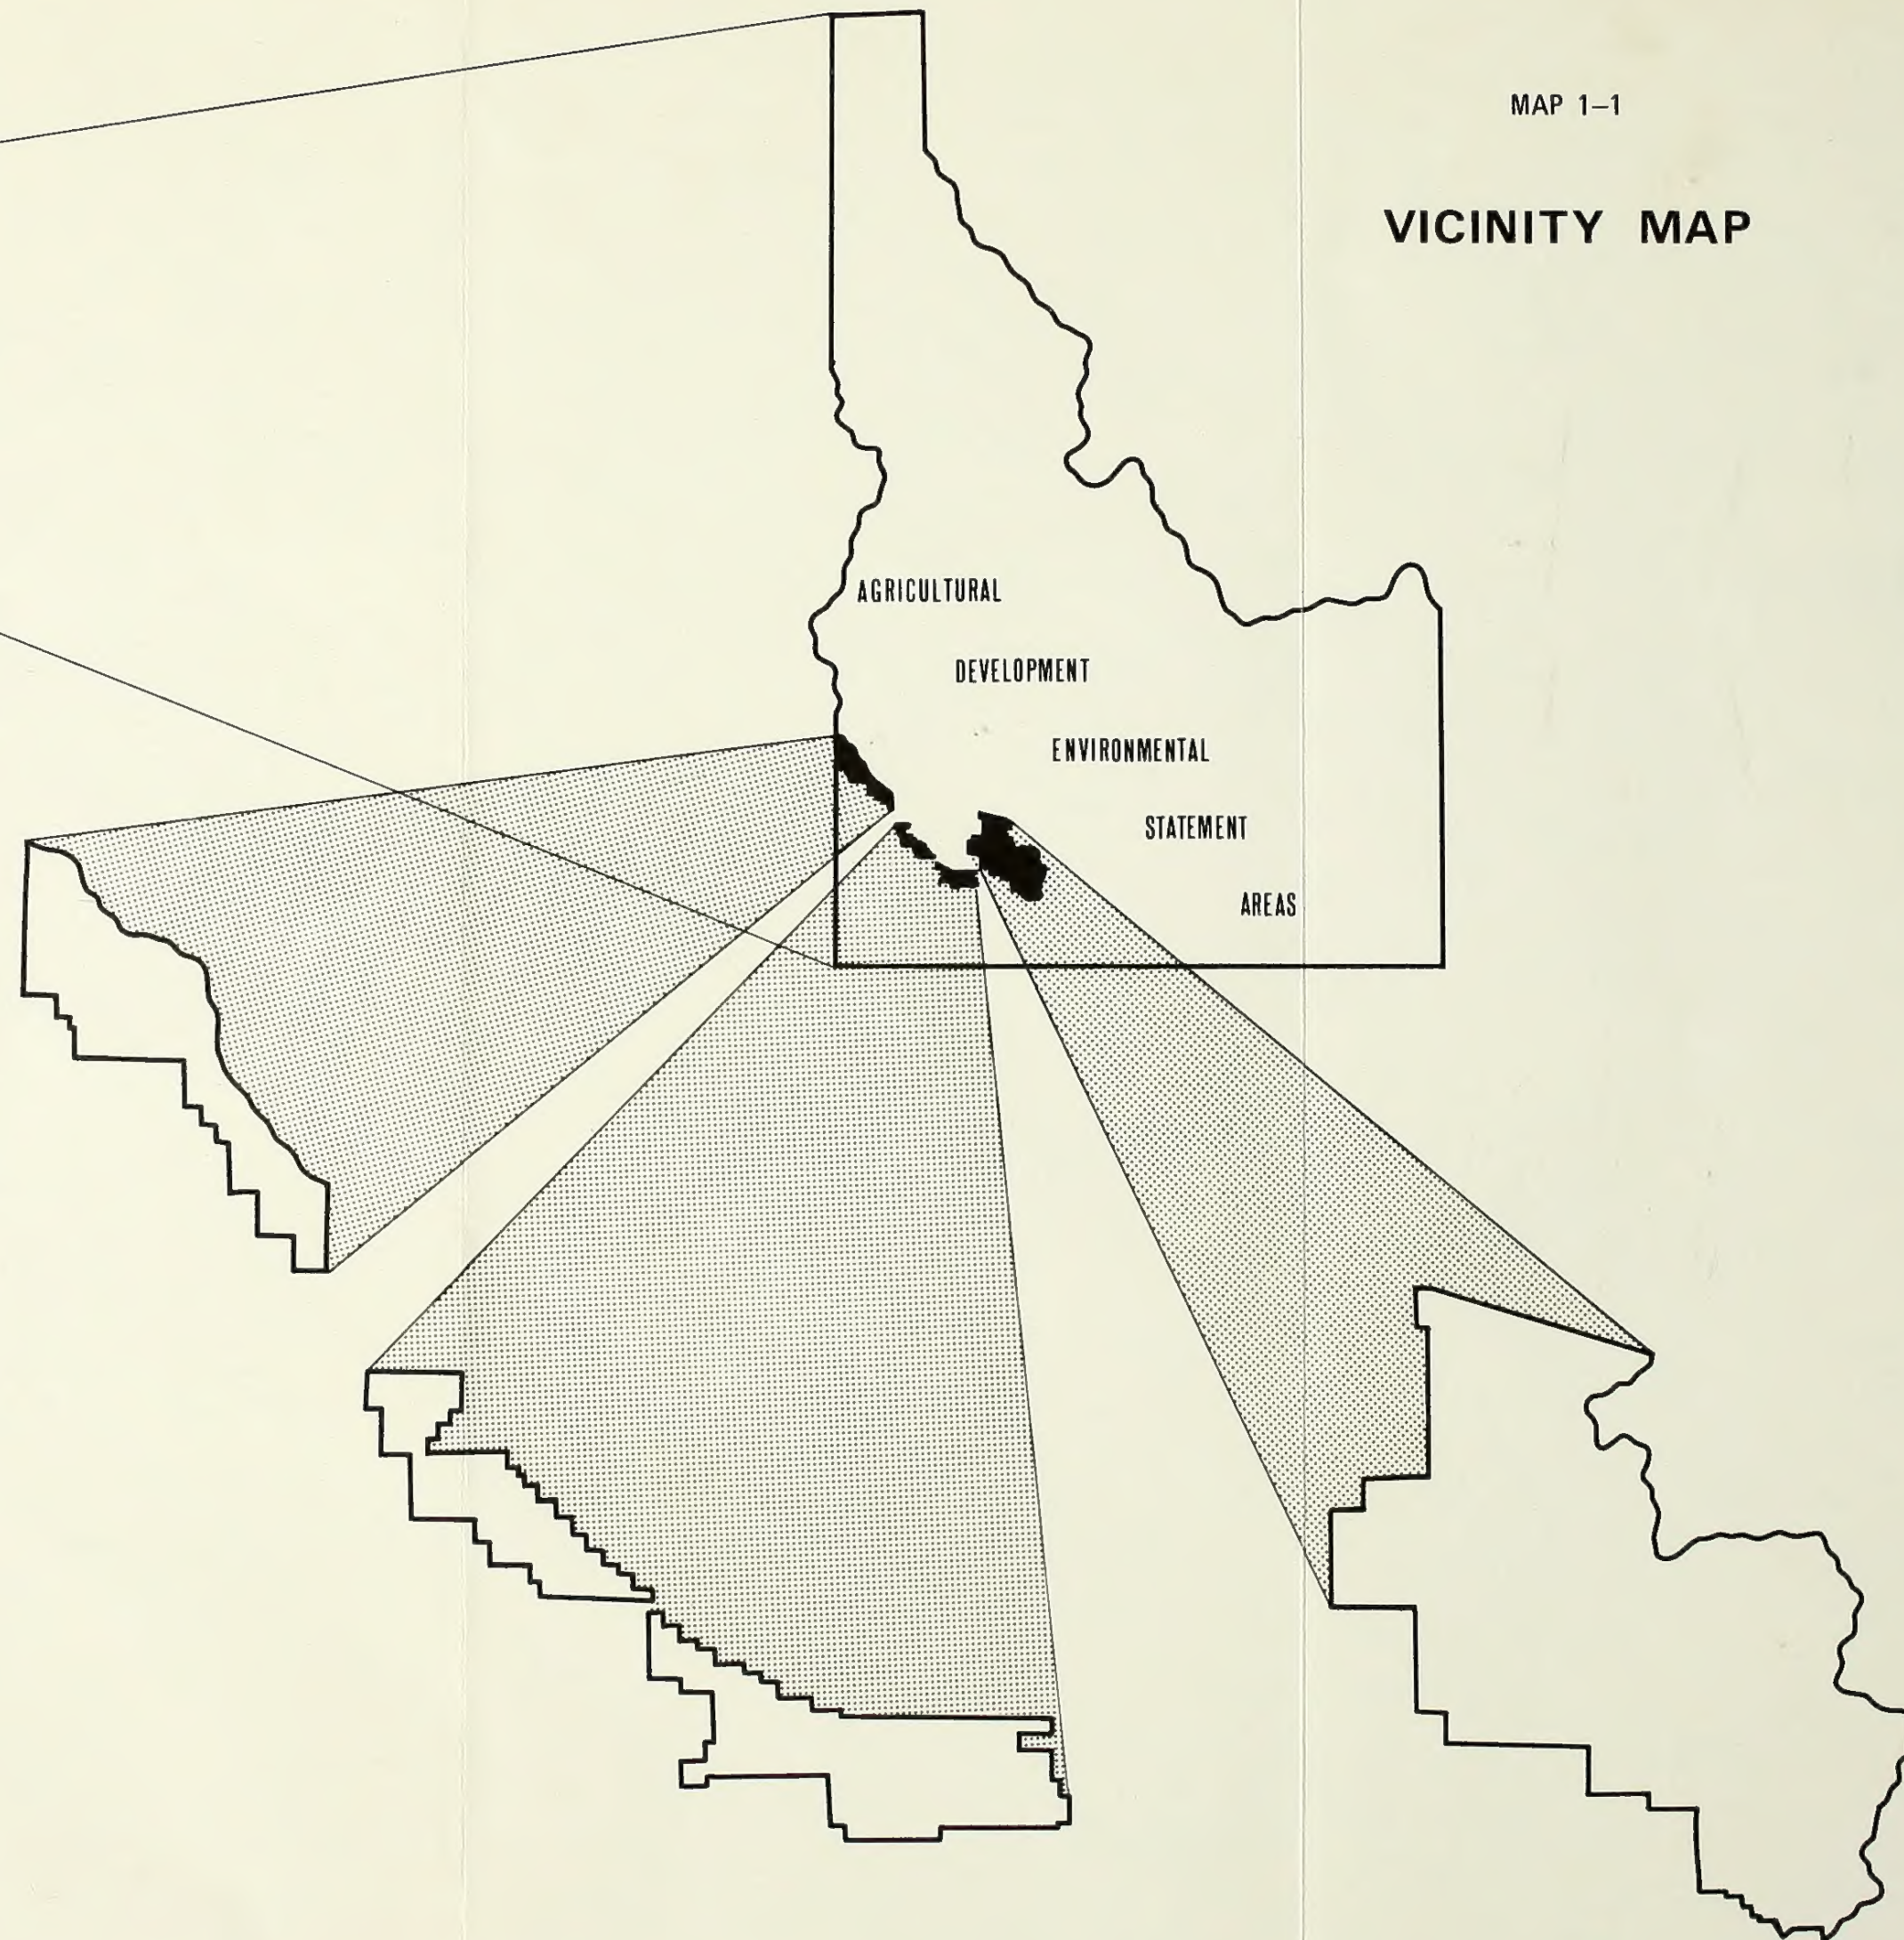 MAP 1–1
VICINITY MAP
AGRICULTURAL
DEVELOPMENT
ENVIRONMENTAL
STATEMENT
AREAS